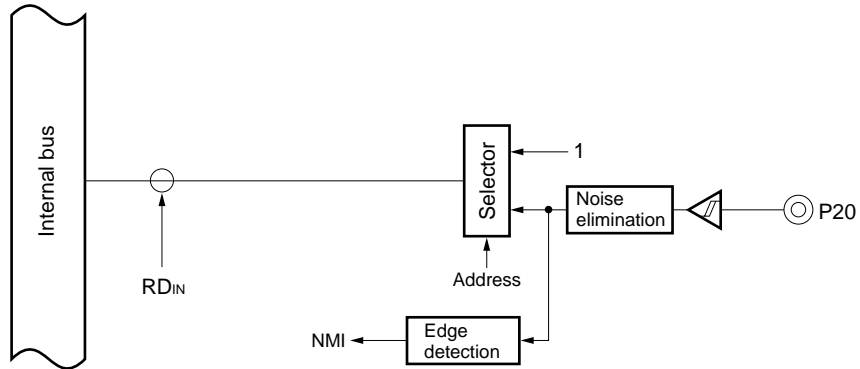 Internal bus
RDIN
Selector
1
Noise
elimination
P20
Address
NMI
Edge
detection